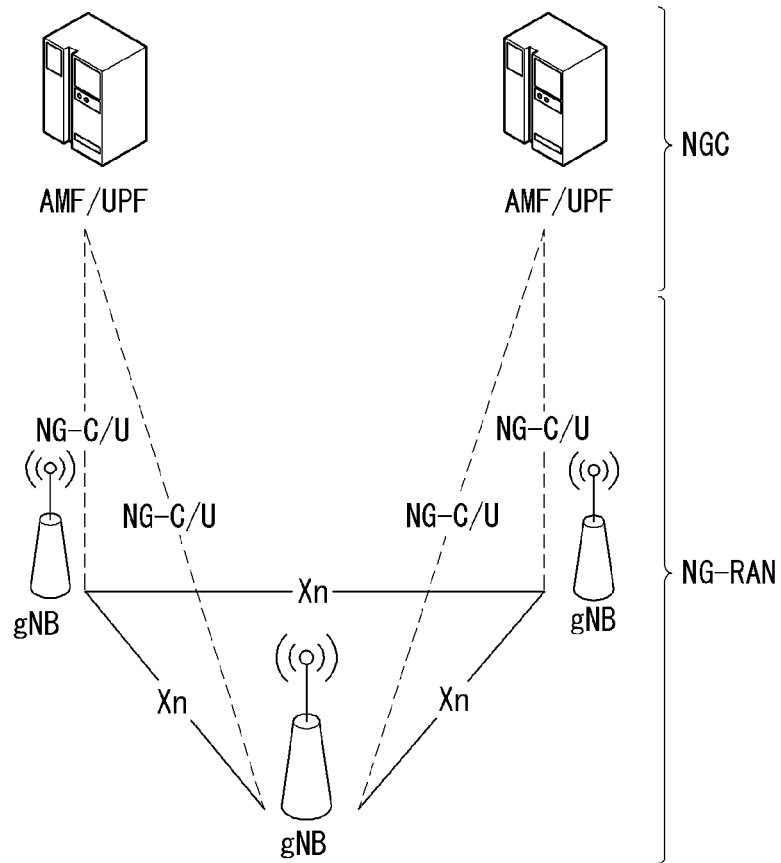 NGC
AMF/UPF
AMF/UPF
NG-C/U
NG-C/U
NG-C/U
NG-C/U
Xn
NG-RAN
gNB
gNB
Xn
Xn
gNB